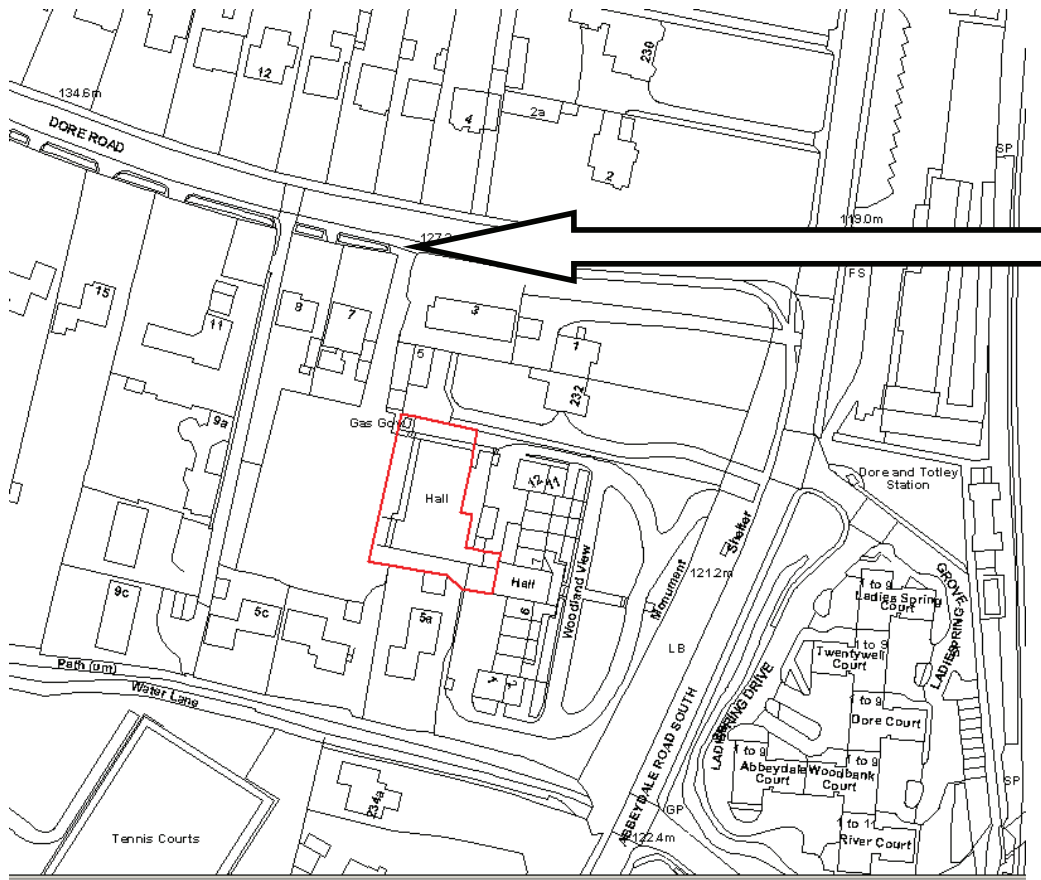 230
12
134.6m
4
2a
DORE ROAD
SP
2
119.0m
127.2
FS
15
8
7
3
11
1
5
232
9a
Gas Gov
Hall
12
11
Dore and Totley
Station
Shelter
121.2m
Monument
Woodland View
7
Hall
9c
5c
5a
6
1 to 9
Ladies Spring
Court
GROVE
LADIES SPRING
1 to 9
Twentywell
Court
LB
Path (um)
Water Lane
1 to 9
Dore Court
LADIES SPRING DRIVE
ABBEYDALE ROAD SOUTH
1 to 9
Abbeydale
Court
1 to 9
Woodbank
Court
SP
234a
GP
122.4m
1 to 11
River Court
Tennis Courts